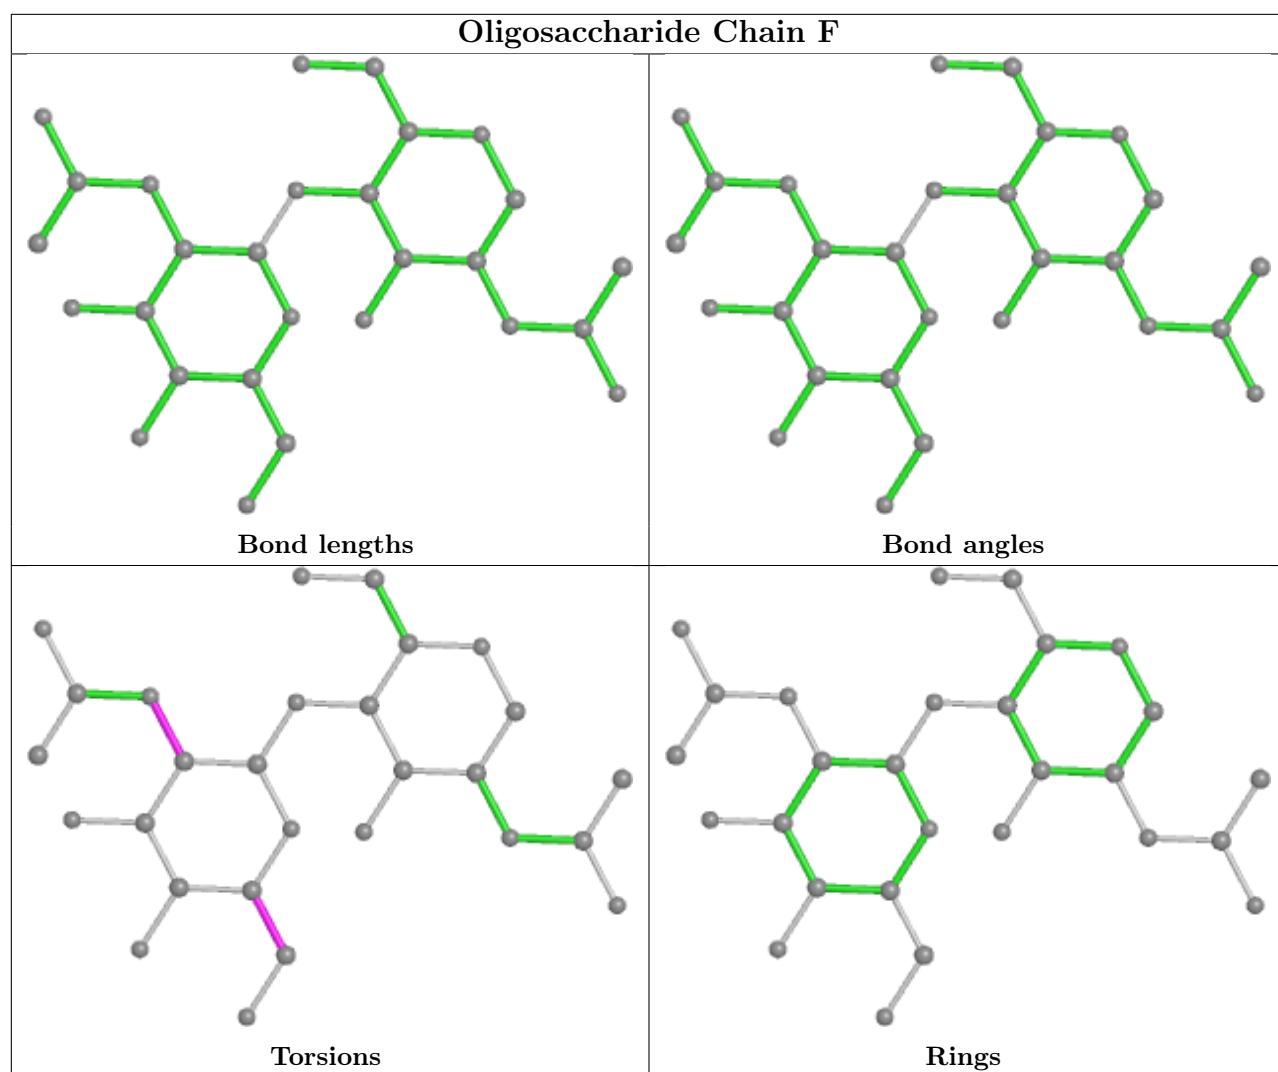 Oligosaccharide Chain F
Bond lengths
Bond angles
Torsions
Rings